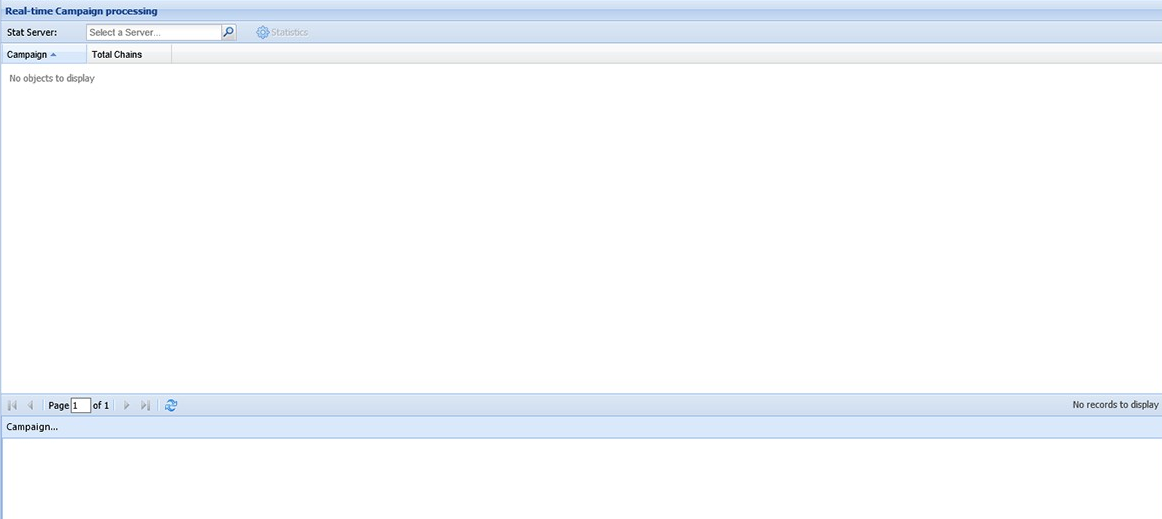 Real-time Campaign processing
Stat Server: Select a Server... Statistics
Campaign Total Chains
No objects to display
Page 1 of 1 No records to display
Campaign...